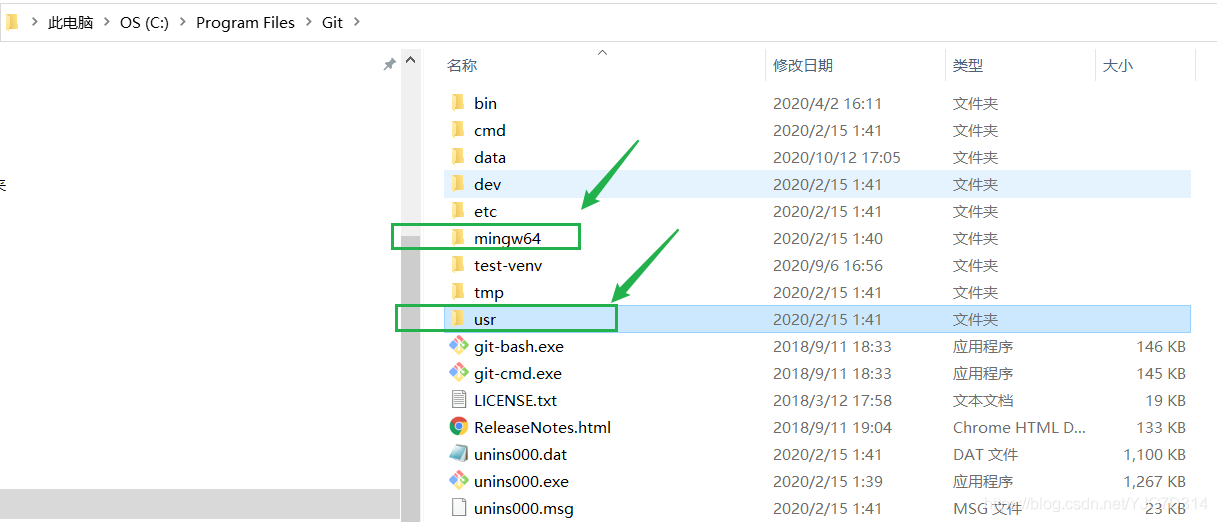 此电脑 > OS (C:) > Program Files > Git >
名称 修改日期 类型 大小
bin 2020/4/2 16:11 文件夹
cmd 2020/2/15 1:41 文件夹
data 2020/10/12 17:05 文件夹
dev 2020/2/15 1:41 文件夹
etc 2020/2/15 1:41 文件夹
mingw64 2020/2/15 1:40 文件夹
test-venv 2020/9/6 16:56 文件夹
tmp 2020/2/15 1:41 文件夹
usr 2020/2/15 1:41 文件夹
git-bash.exe 2018/9/11 18:33 应用程序 146 KB
git-cmd.exe 2018/9/11 18:33 应用程序 145 KB
LICENSE.txt 2018/3/12 17:58 文本文档 19 KB
ReleaseNotes.html 2018/9/11 19:04 Chrome HTML D... 133 KB
unins000.dat 2020/2/15 1:41 DAT 文件 1,100 KB
unins000.exe 2020/2/15 1:39 应用程序 1,267 KB
unins000.msg 2020/2/15 1:41 MSG 文件 23 KB